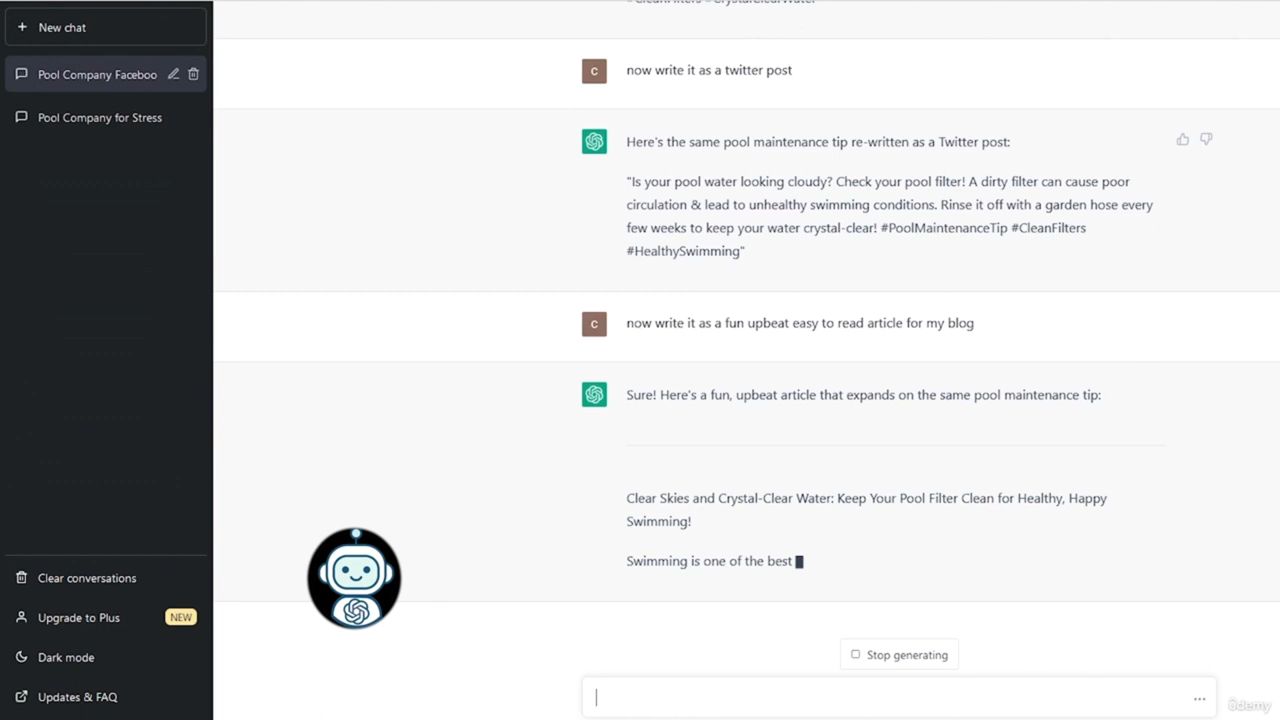 New chat
Pool Company Faceboo
Pool Company for Stress
now write it as a twitter post
Here's the same pool maintenance tip re-written as a Twitter post:
"Is your pool water looking cloudy? Check your pool filter! A dirty filter can cause poor
circulation & lead to unhealthy swimming conditions. Rinse it off with a garden hose every
few weeks to keep your water crystal-clear! #PoolMaintenanceTip #CleanFilters
#HealthySwimming"
C
now write it as a fun upbeat easy to read article for my blog
C
Sure! Here's a fun, upbeat article that expands on the same pool maintenance tip:
Clear Skies and Crystal-Clear Water: Keep Your Pool Filter Clean for Healthy, Happy
Swimming!
Swimming is one of the best
Clear conversations
Upgrade to Plus
NEW
Dark mode
Updates & FAQ
Stop generating
ûdemy